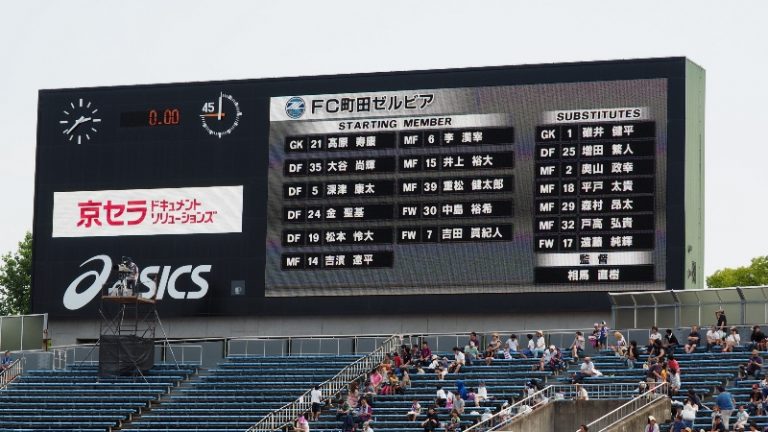 45
0.00
京セラ ドキュメントソリューションズ
asics
FC町田ゼルビア
STARTING MEMBER
GK 21 高原 寿康
DF 35 大谷 尚輝
DF 5 深津 康太
DF 24 金 聖基
DF 19 松本 怜大
MF 14 吉濱 遼平
MF 6 李 漢宰
MF 15 井上 裕大
MF 39 重松 健太郎
FW 30 中島 裕希
FW 7 吉田 眞紀人
SUBSTITUTES
GK 1 碓井 健平
DF 25 増田 繁人
MF 2 奥山 政幸
MF 18 平戸 太貴
MF 29 森村 昂太
MF 32 戸高 弘貴
FW 17 遠藤 純輝
監督
相馬 直樹